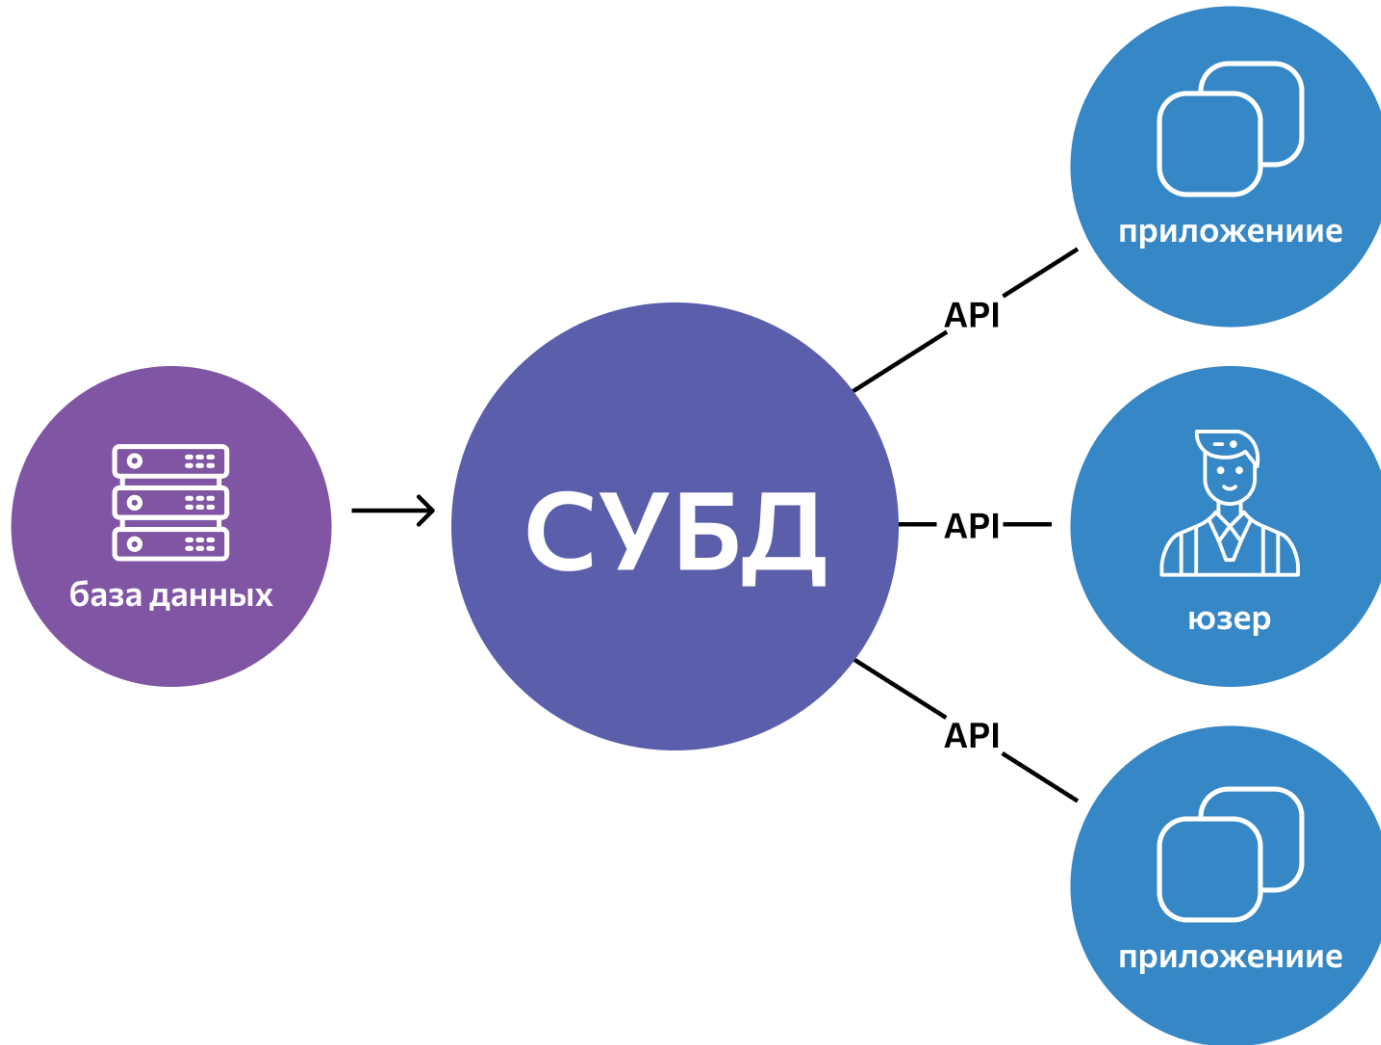 приложениие
API
база данных
СУБД
API
юзер
API
приложениие